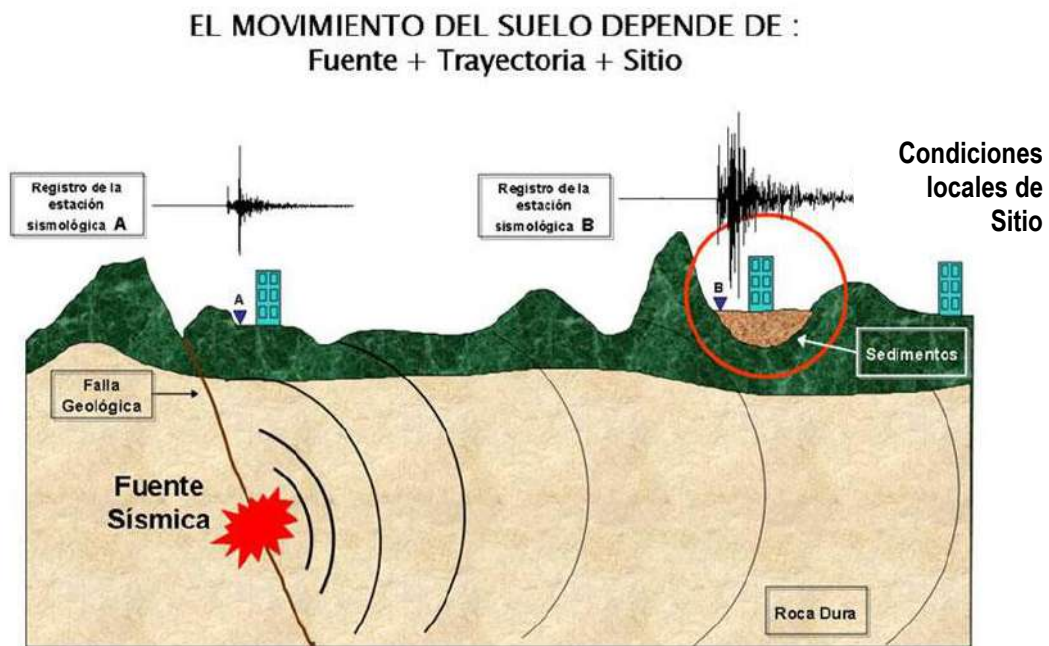 EL MOVIMIENTO DEL SUELO DEPENDE DE :
Fuente + Trayectoria + Sitio
Registro de la
estación
sismológica A
Registro de la
estación
sismológica B
Condiciones
locales de
Sitio
A
B
Sedimentos
Falla
Geológica
Fuente
Sísmica
Roca Dura